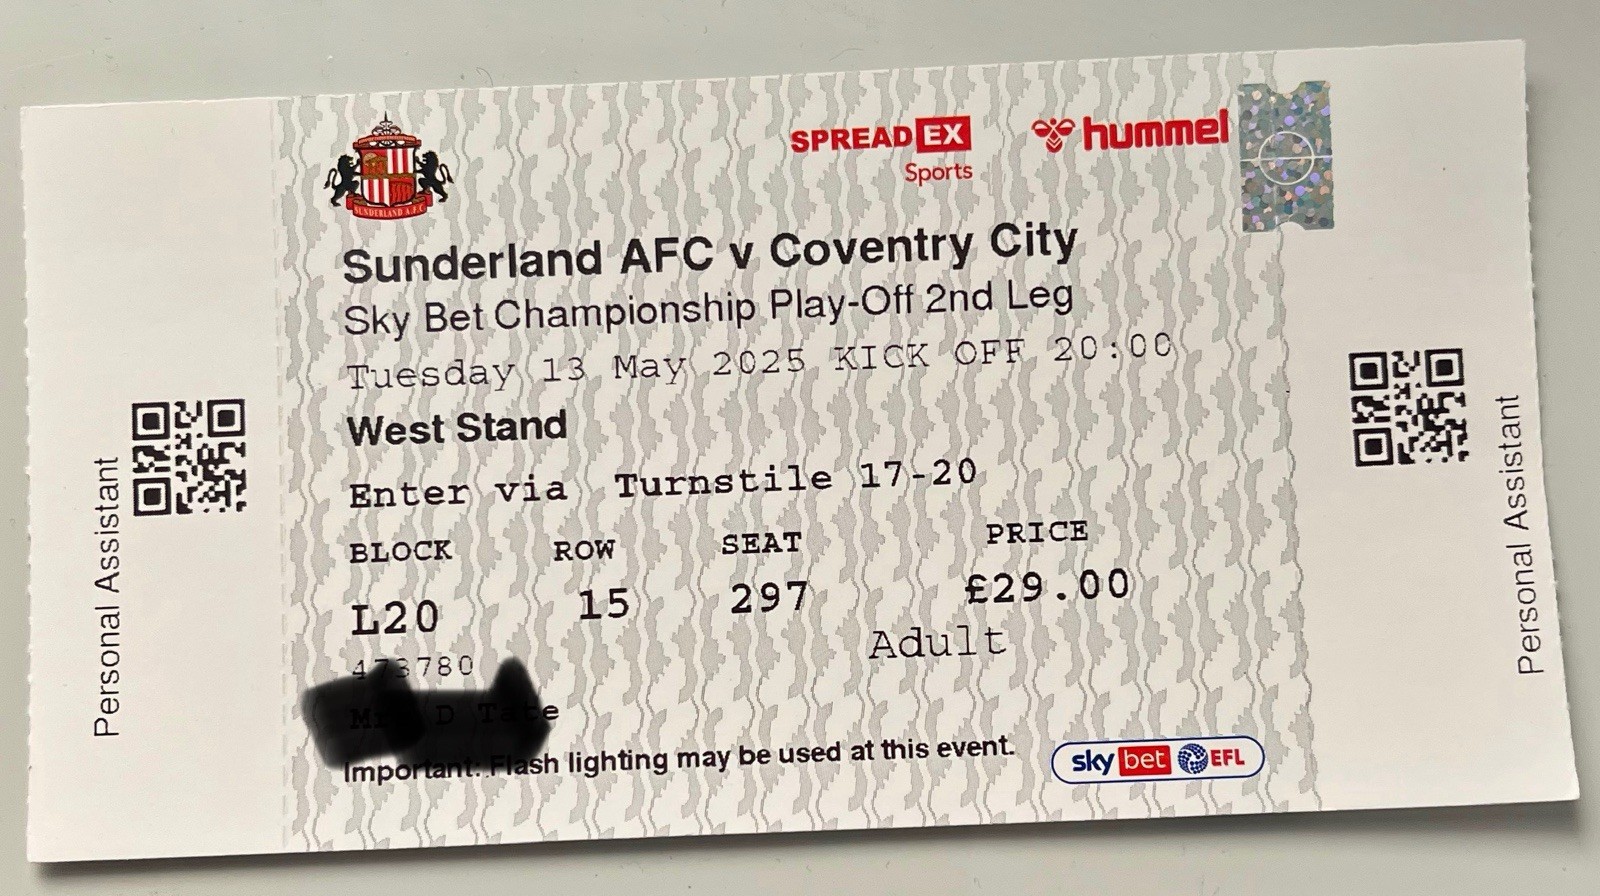 SUNDERLAND A.F.C
SPREADEX
Sports
hummel
Sunderland AFC v Coventry City
Sky Bet Championship Play-Off 2nd Leg
Tuesday 13 May 2025 KICK OFF 20:00
West Stand
Enter via Turnstile 17-20
BLOCK ROW SEAT PRICE
L20 15 297 £29.00
Adult
Important: Flash lighting may be used at this event.
sky bet EFL
Personal Assistant
Personal Assistant